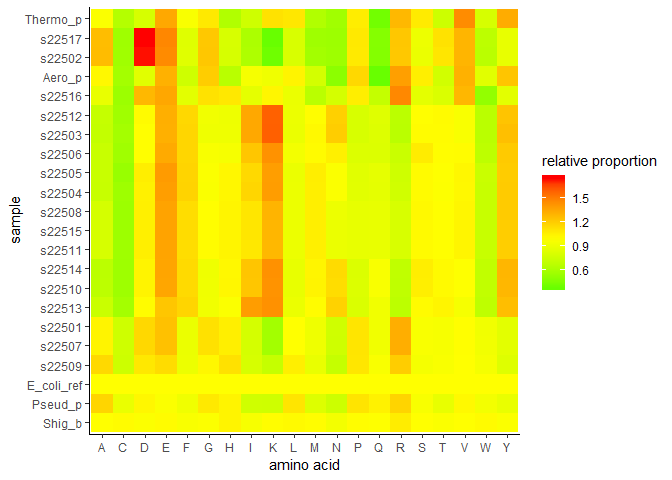 Thermo_p
s22517
s22502
Aero_p
s22516
s22512
s22503
s22506
s22505
s22504
s22508
s22515
s22511
s22514
s22510
s22513
s22501
s22507
s22509
E_coli_ref
Pseud_p
Shig_b
sample
A C D E F G H I K L M N P Q R S T V W Y
amino acid
relative proportion
1.5
1.2
0.9
0.6